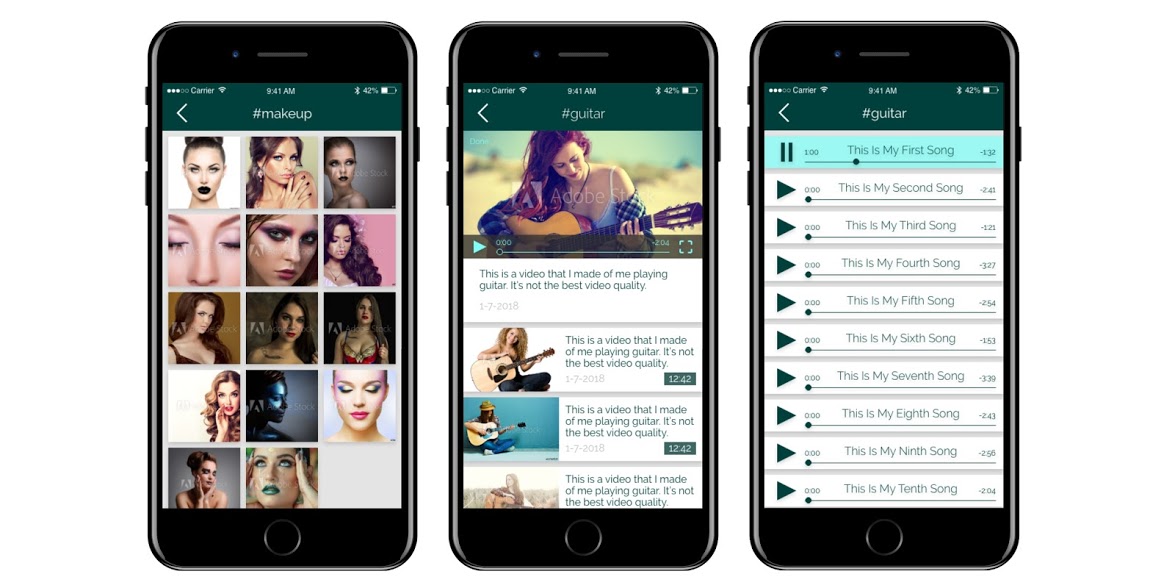 Carrier 9:41 AM 42%
#makeup
Adobe Stock
Adobe Stock
Carrier 9:41 AM 42%
#guitar
Done
Adobe Stock
0:00 -2:04
This is a video that I made of me playing
guitar. It's not the best video quality.
1-7-2018
This is a video that I made
of me playing guitar. It's not
the best video quality.
1-7-2018 12:42
This is a video that I made
of me playing guitar. It's not
the best video quality.
1-7-2018 12:42
This is a video that I made
of me playing guitar. It's not
the best video quality.
Carrier 9:41 AM 42%
#guitar
1:00 This Is My First Song -1:32
This Is My Second Song
0:00 -2:41
This Is My Third Song
0:00 -1:21
This Is My Fourth Song
0:00 -3:27
This Is My Fifth Song
0:00 -2:54
This Is My Sixth Song
0:00 -1:53
This Is My Seventh Song
0:00 -3:39
This Is My Eighth Song
0:00 -2:43
This Is My Ninth Song
0:00 -2:56
This Is My Tenth Song
0:00 -2:04